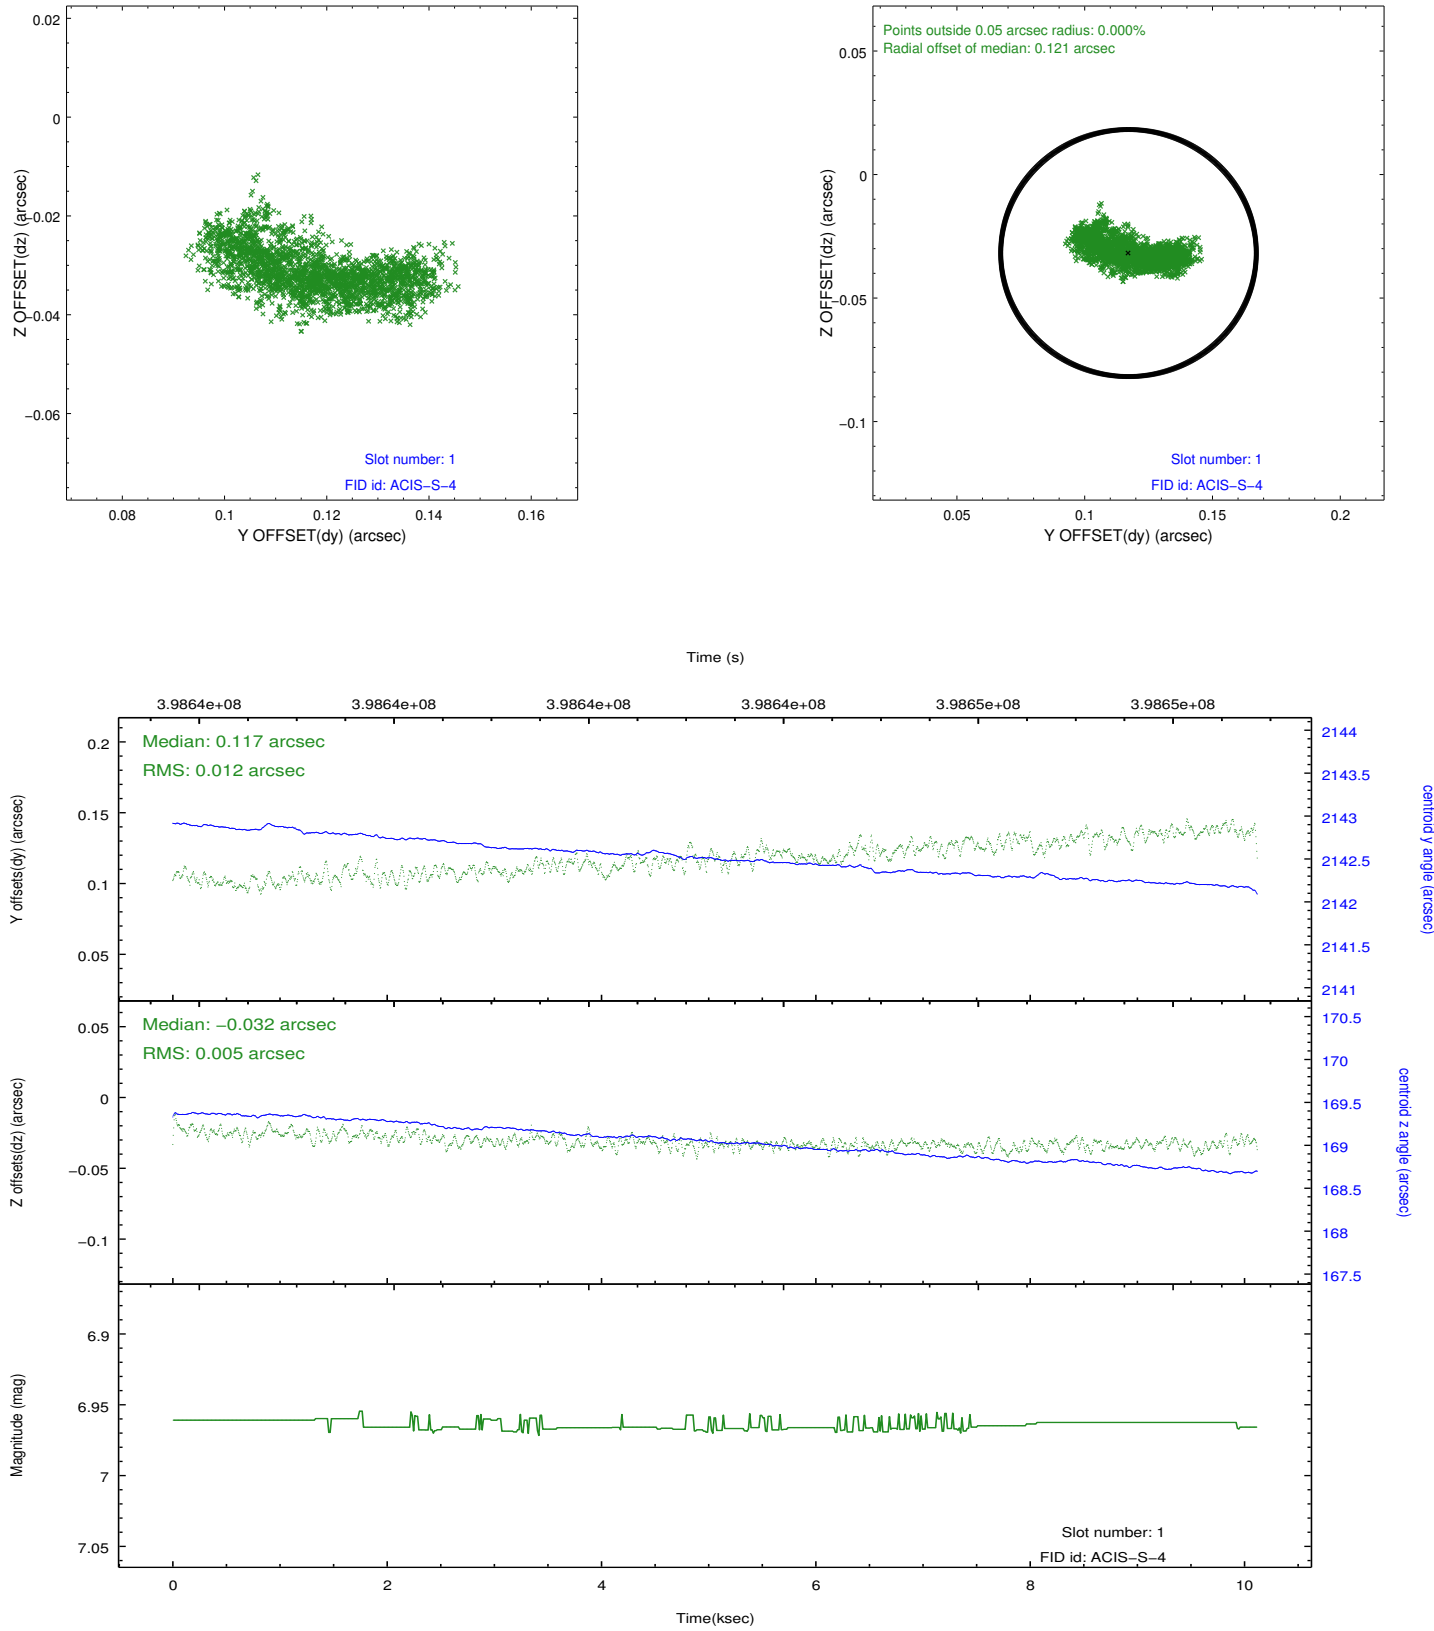 0.02
0
−0.02
−0.04
−0.06
Z OFFSET(dz) (arcsec)
0.08 0.1 0.12 0.14 0.16
Y OFFSET(dy) (arcsec)
Slot number: 1
FID id: ACIS−S−4
Points outside 0.05 arcsec radius: 0.000%
Radial offset of median: 0.121 arcsec
0.05
0
−0.05
−0.1
Z OFFSET(dz) (arcsec)
0.05 0.1 0.15 0.2
Y OFFSET(dy) (arcsec)
Slot number: 1
FID id: ACIS−S−4
Time (s)
3.9864e+08 3.9864e+08 3.9864e+08 3.9864e+08 3.9865e+08 3.9865e+08
Median: 0.117 arcsec
RMS: 0.012 arcsec
0.2
0.15
0.1
0.05
Y offsets(dy) (arcsec)
2144
2143.5
2143
2142.5
2142
2141.5
2141
centroid y angle (arcsec)
Median: −0.032 arcsec
RMS: 0.005 arcsec
0.05
0
−0.05
−0.1
Z offsets(dz) (arcsec)
170.5
170
169.5
169
168.5
168
167.5
centroid z angle (arcsec)
6.9
6.95
7
7.05
Magnitude (mag)
Slot number: 1
FID id: ACIS−S−4
0 2 4 6 8 10
Time(ksec)